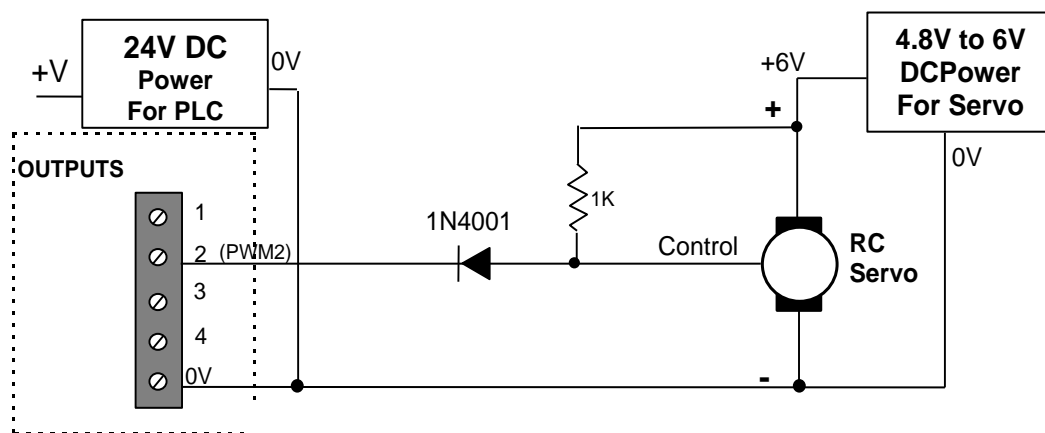 24V DC
Power
For PLC
+V
0V
4.8V to 6V
DCPower
For Servo
+6V
+
0V
OUTPUTS
1
2 (PWM2)
3
4
0V
1N4001
1K
Control
RC
Servo
-